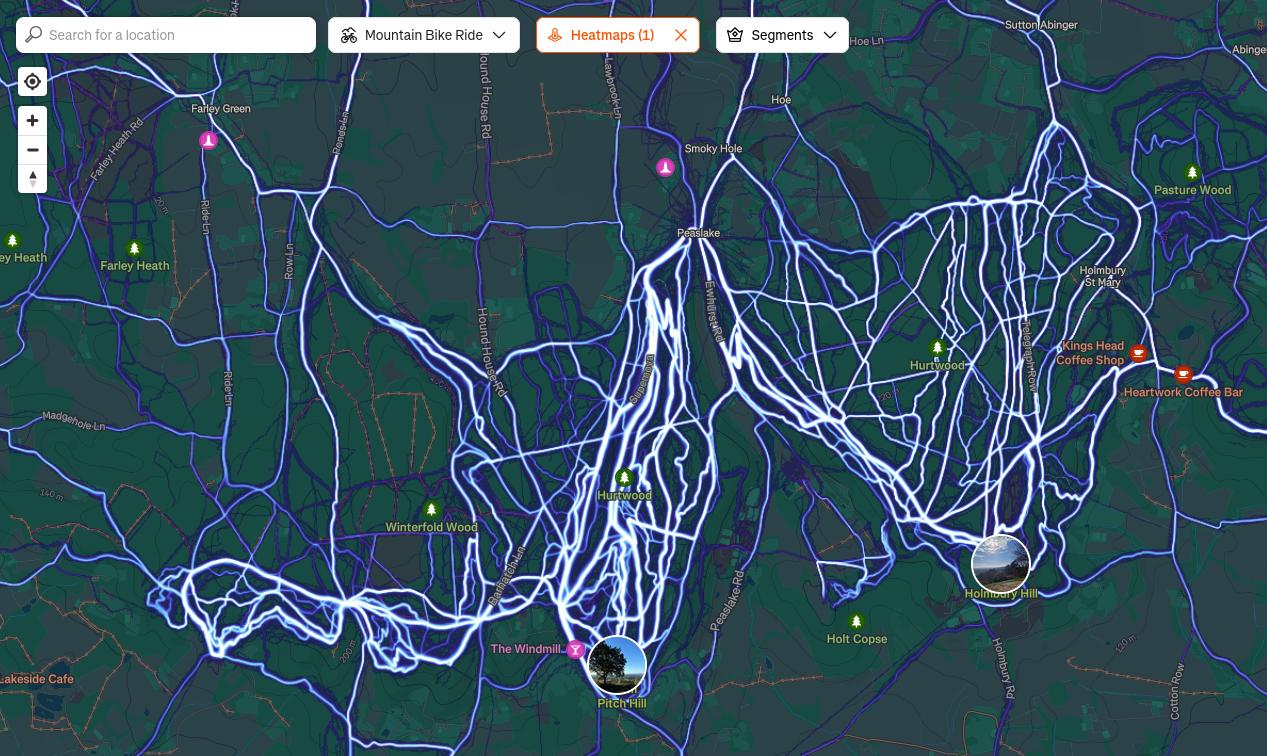 Search for a location
Mountain Bike Ride
Heatmaps (1)
Segments
Sutton Abinger
Hoe Ln
Farley Green
Hoe
Lawbrook Ln
Hound House Rd
Ponds Ln
Farley Heath Rd
Smoky Hole
Pasture Wood
20 m
Ride Ln
Peaslake
ey Heath
Farley Heath
Row Ln
Holmbury
St Mary
Ewhurst Rd
Telegraph Row
Kings Head
Coffee Shop
Hurtwood
Hound House Rd
Supernova
Ride Ln
Heartwork Coffee Bar
Madgehole Ln
140 m
Hurtwood
Winterfold Wood
Barhatch Ln
Peaslake Rd
Holmbury Hill
Holt Copse
The Windmill
200 m
120 m
Lakeside Cafe
Holmbury Rd
Cotton Row
Pitch Hill